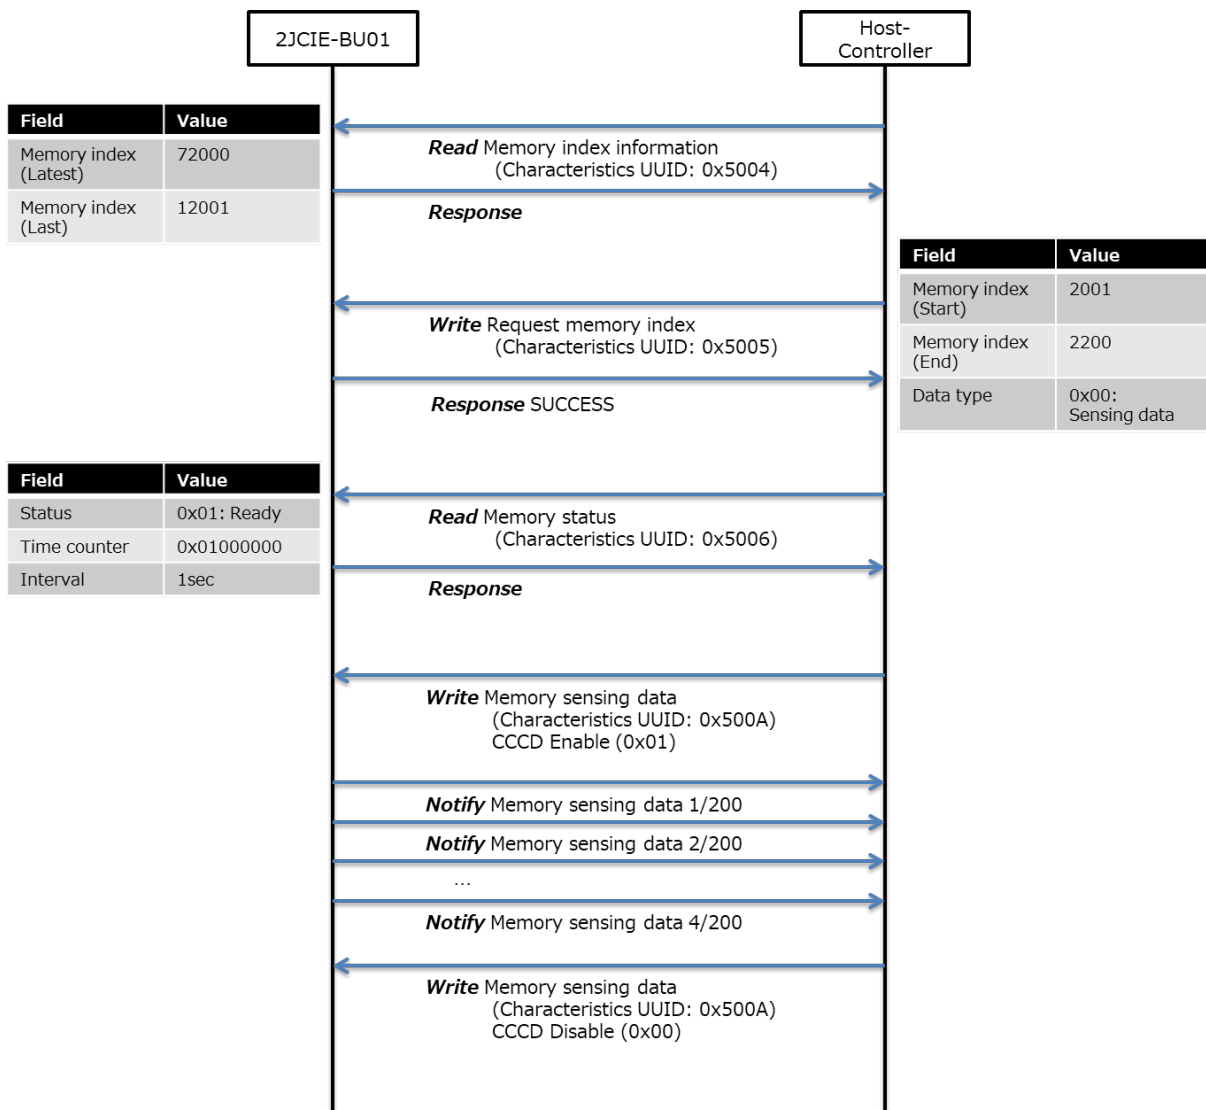 2JCIE-BU01
Host-
Controller
Field Value
Memory index 72000
(Latest)
Memory index 12001
(Last)
Read Memory index information
(Characteristics UUID: 0x5004)
Response
Field Value
Memory index 2001
(Start)
Memory index 2200
(End)
Data type 0x00:
Sensing data
Write Request memory index
(Characteristics UUID: 0x5005)
Response SUCCESS
Field Value
Status 0x01: Ready
Time counter 0x01000000
Interval 1sec
Read Memory status
(Characteristics UUID: 0x5006)
Response
Write Memory sensing data
(Characteristics UUID: 0x500A)
CCCD Enable (0x01)
Notify Memory sensing data 1/200
Notify Memory sensing data 2/200
...
Notify Memory sensing data 4/200
Write Memory sensing data
(Characteristics UUID: 0x500A)
CCCD Disable (0x00)